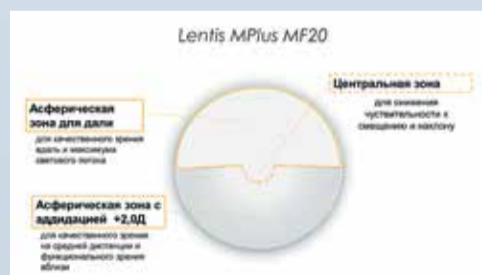 Lentis MPlus MF20
Центральная зона
для снижения
чувствительности к
смещению и наклону
Асферическая
зона для дали
для качественного зрения
вдаль и максимума
светового потока
Асферическая зона с
аддидацией +2,0Д
для качественного зрения
на средней дистанции и
функционального зрения
вблизи